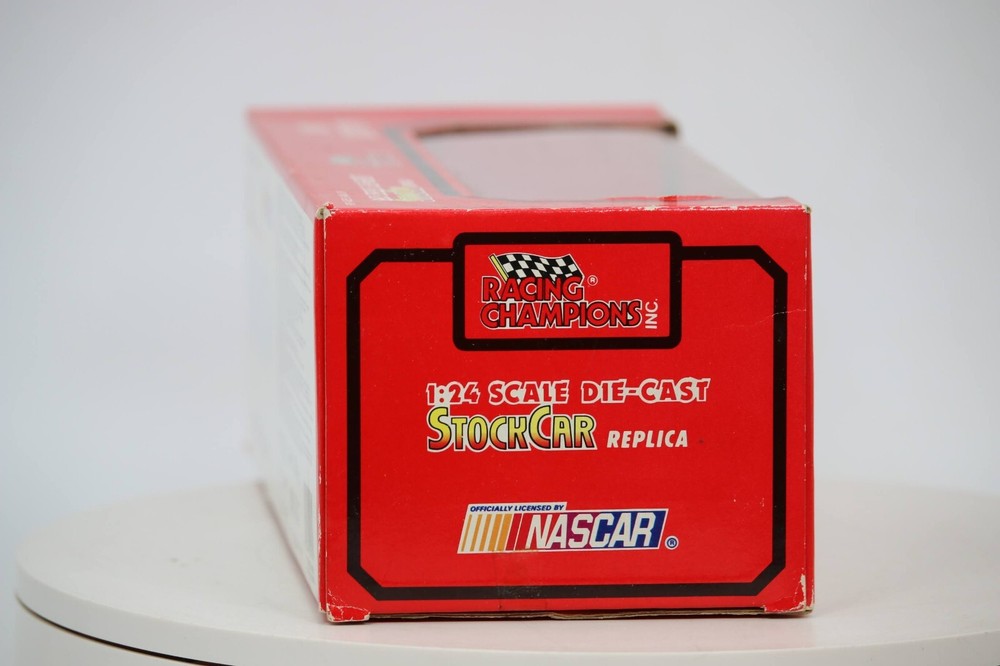 RACING ®
CHAMPIONS INC.
1:24 SCALE DIE-CAST
STOCKCAR REPLICA
OFFICIALLY LICENSED BY
NASCAR